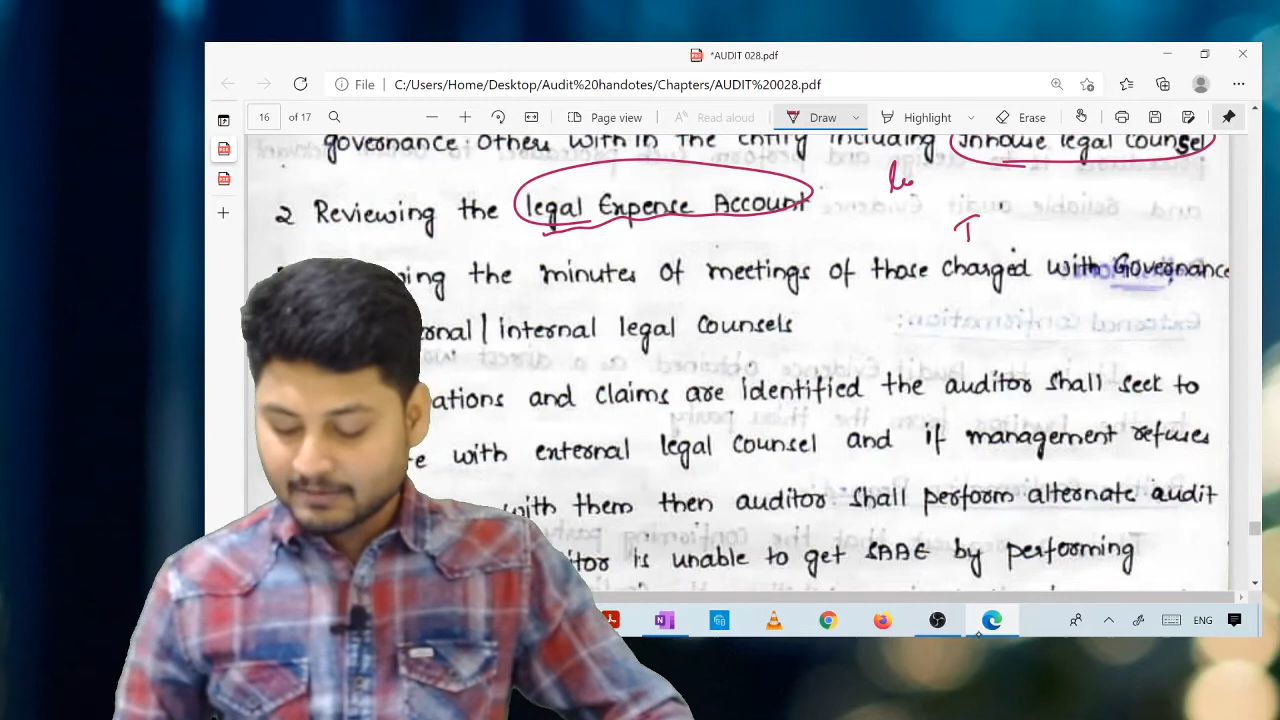 *AUDIT 028.pdf
File C:/Users/Home/Desktop/Audit%20handotes/Chapters/AUDIT%20028.pdf
16 of 17 Page view Read aloud Draw Highlight Erase
governance. Others within the entity including Inhouse legal counsel
2 Reviewing the legal Expense Account
T
the minutes of meetings of those charged with Governance
internal legal Counsels
and claims are identified the auditor shall seek to
with external legal counsel and if management refuses
with them then auditor shall perform alternate audit
is unable to get SAAE by performing
ENG